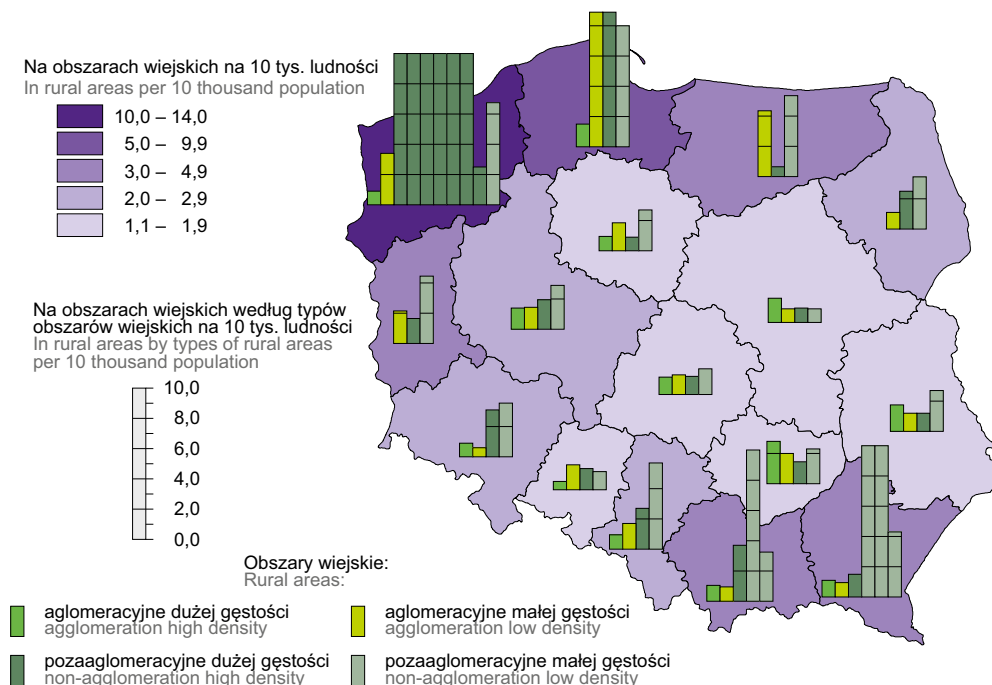 Na obszarach wiejskich na 10 tys. ludności
In rural areas per 10 thousand population
10,0 – 14,0
5,0 – 9,9
3,0 – 4,9
2,0 – 2,9
1,1 – 1,9
Na obszarach wiejskich według typów
obszarów wiejskich na 10 tys. ludności
In rural areas by types of rural areas
per 10 thousand population
10,0
8,0
6,0
4,0
2,0
0,0
Obszary wiejskie:
Rural areas:
aglomeracyjne dużej gęstości
agglomeration high density
aglomeracyjne małej gęstości
agglomeration low density
pozaaglomeracyjne dużej gęstości
non-agglomeration high density
pozaaglomeracyjne małej gęstości
non-agglomeration low density